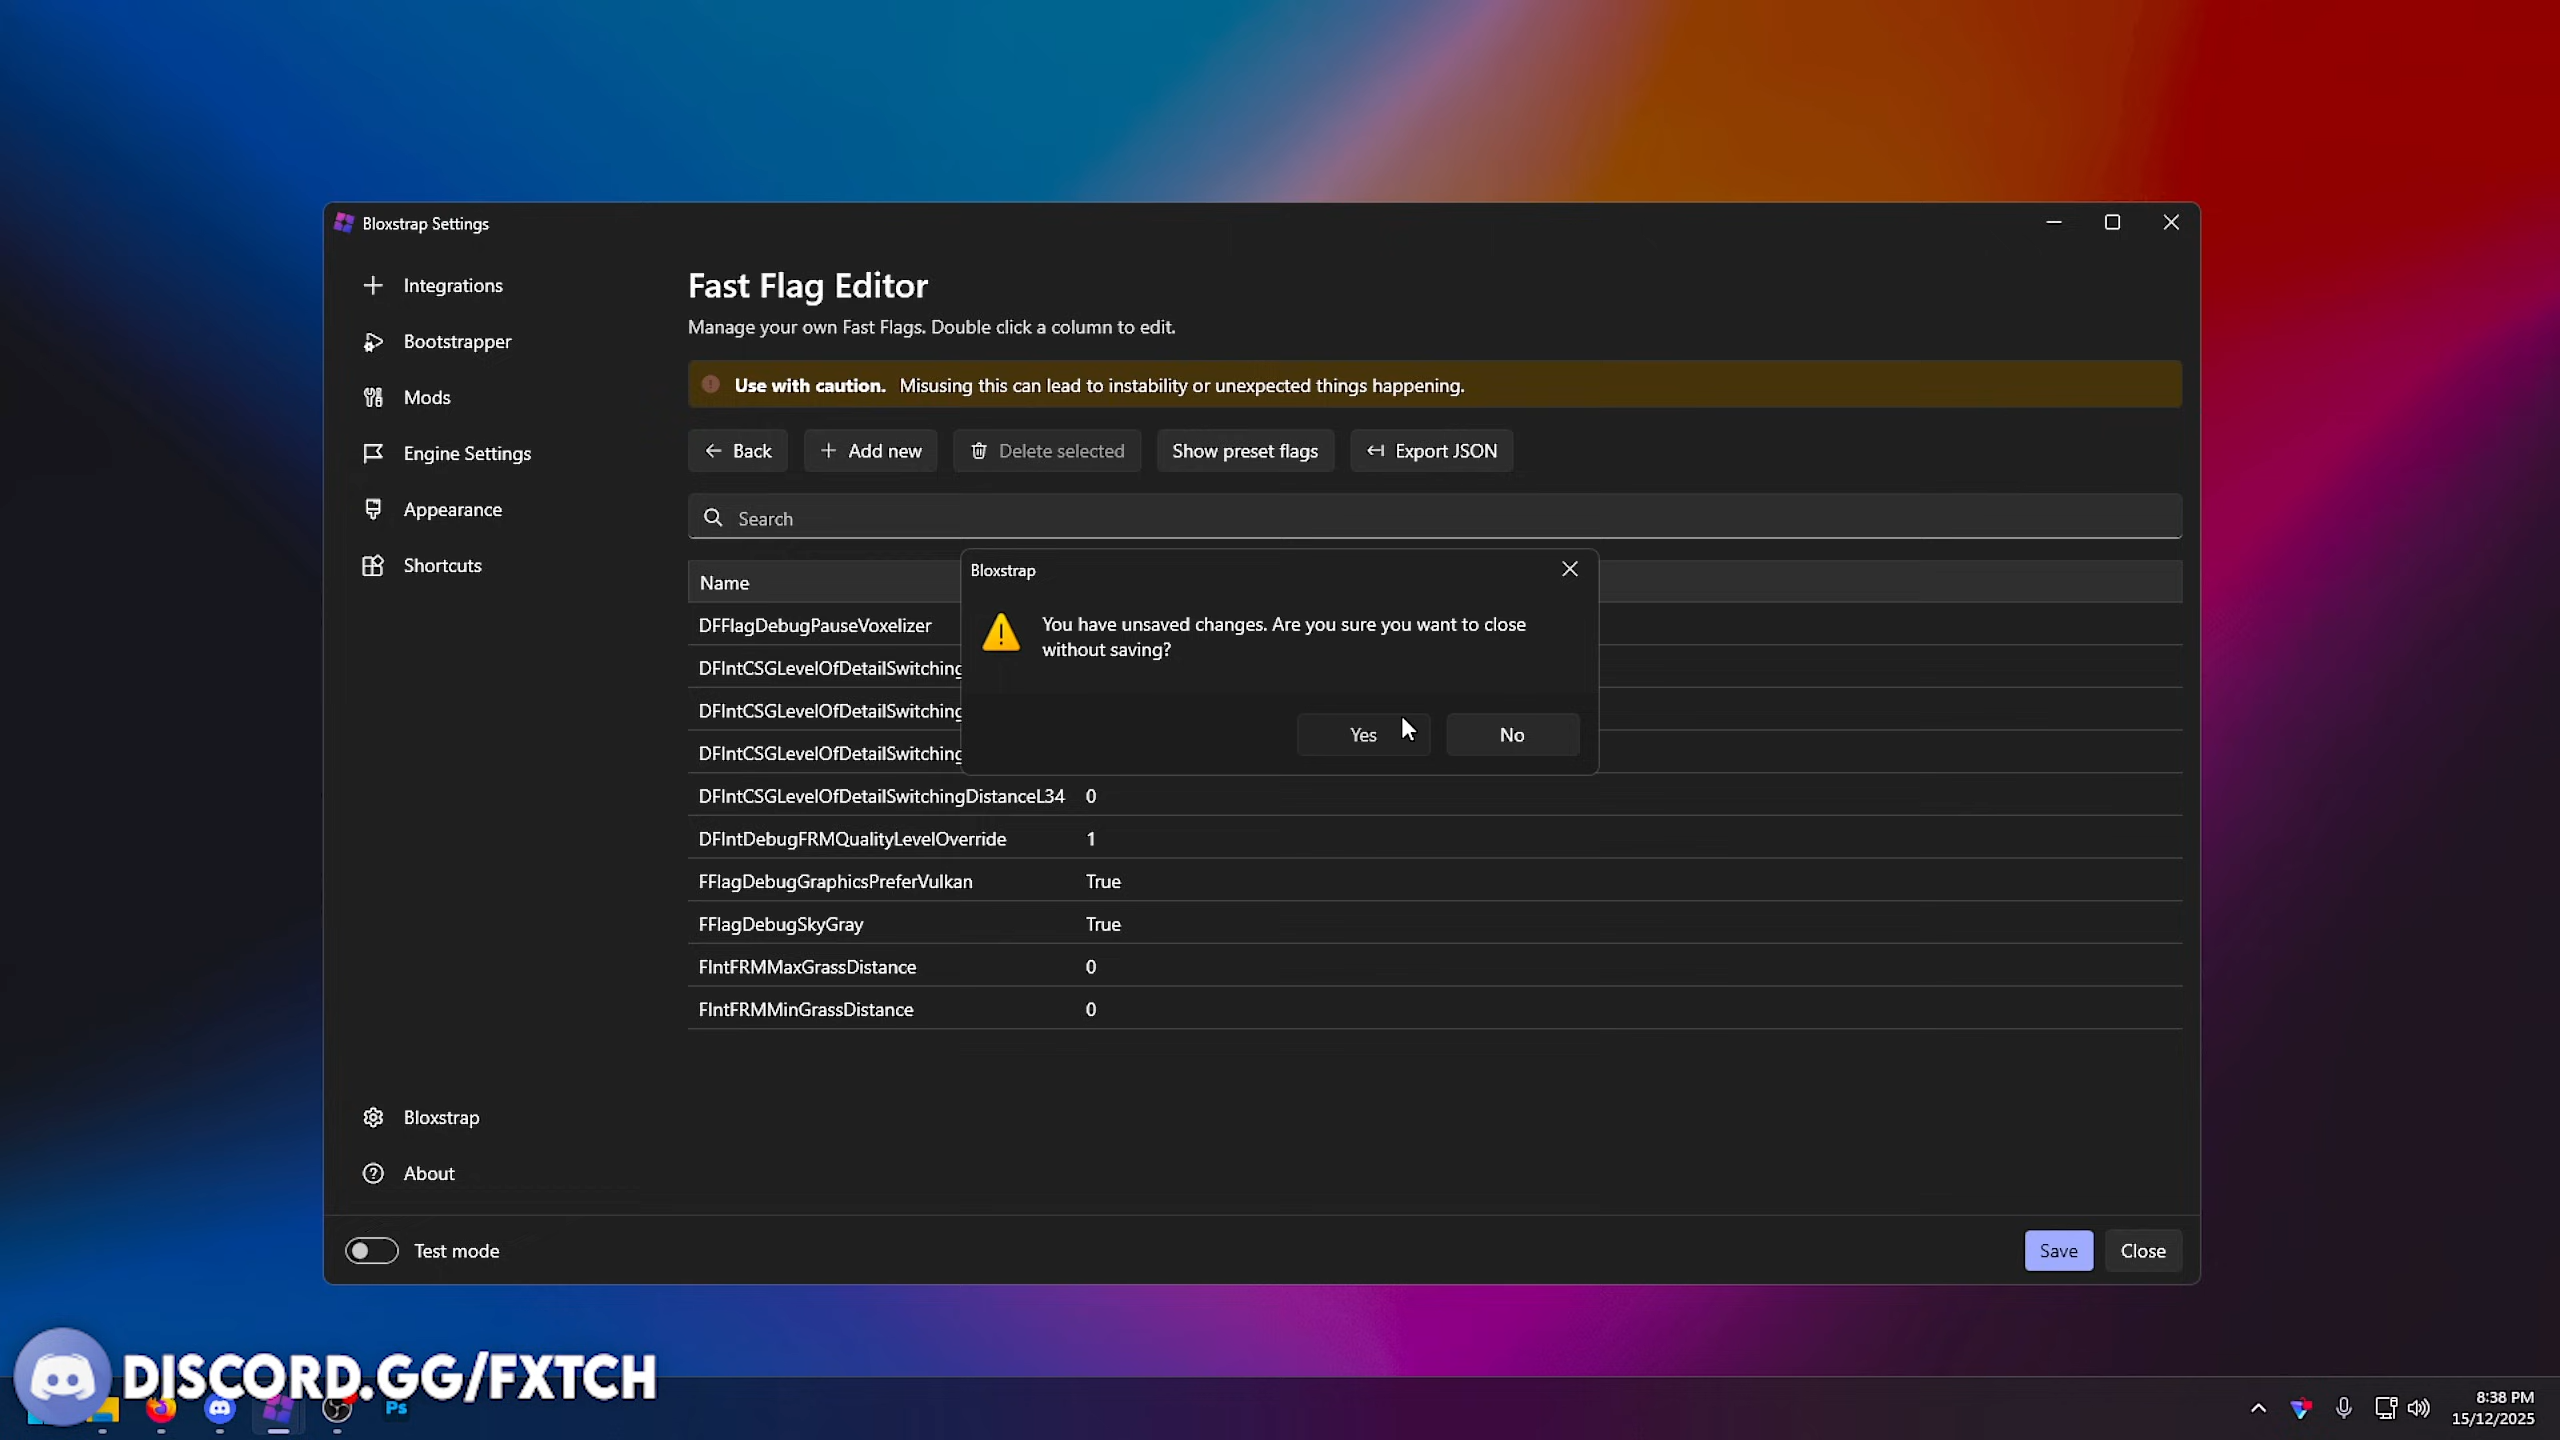 Bloxstrap Settings
Integrations
Bootstrapper
Mods
Engine Settings
Appearance
Shortcuts
Bloxstrap
About
Fast Flag Editor
Manage your own Fast Flags. Double click a column to edit.
Use with caution. Misusing this can lead to instability or unexpected things happening.
Back
Add new
Delete selected
Show preset flags
Export JSON
Search
Name
DFFlagDebugPauseVoxelizer
DFIntCSGLevelOfDetailSwitching
DFIntCSGLevelOfDetailSwitching
DFIntCSGLevelOfDetailSwitching
DFIntCSGLevelOfDetailSwitchingDistanceL34 0
DFIntDebugFRMQualityLevelOverride 1
FFlagDebugGraphicsPreferVulkan True
FFlagDebugSkyGray True
FIntFRMMaxGrassDistance 0
FIntFRMMinGrassDistance 0
Bloxstrap
You have unsaved changes. Are you sure you want to close
without saving?
Yes
No
Test mode
Save
Close
DISCORD.GG/FXTCH
Ps
8:38 PM
15/12/2025